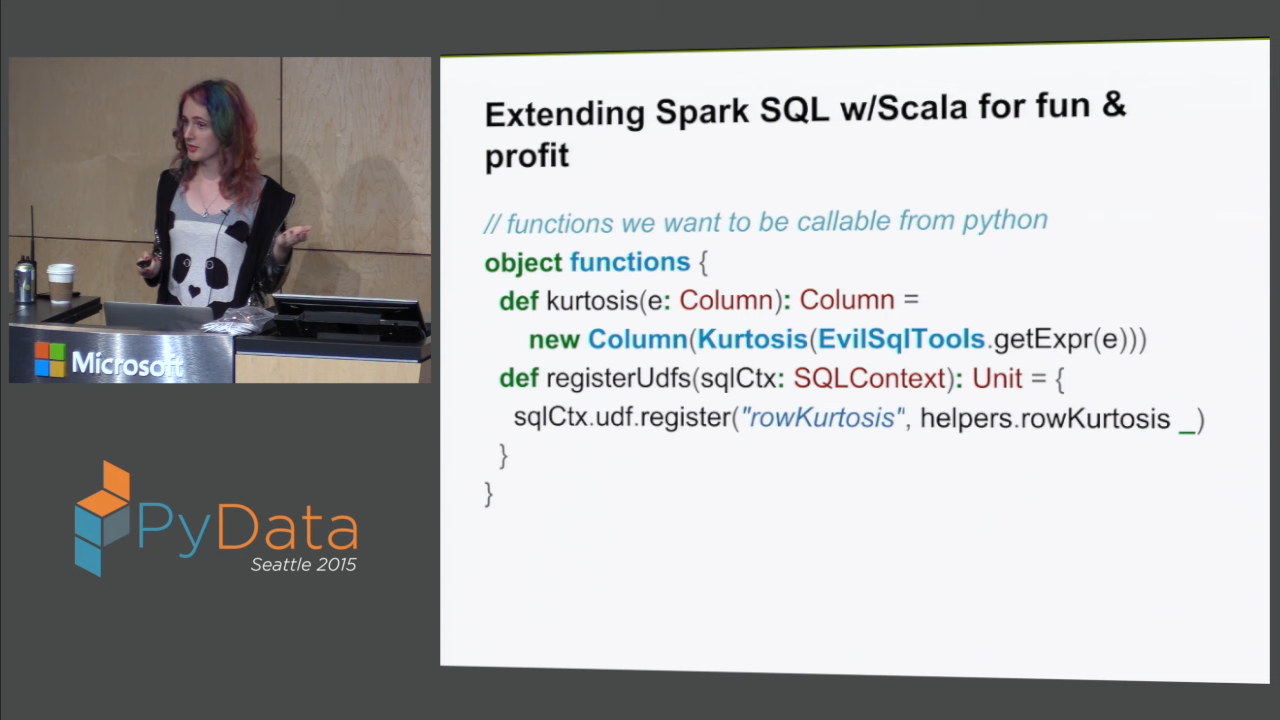 Extending Spark SQL w/Scala for fun &
profit
// functions we want to be callable from python
object functions {
def kurtosis(e: Column): Column =
new Column(Kurtosis(EvilSqlTools.getExpr(e)))
def registerUdfs(sqlCtx: SQLContext): Unit = {
sqlCtx.udf.register("rowKurtosis", helpers.rowKurtosis _)
}
}
Microsoft
PyData
Seattle 2015